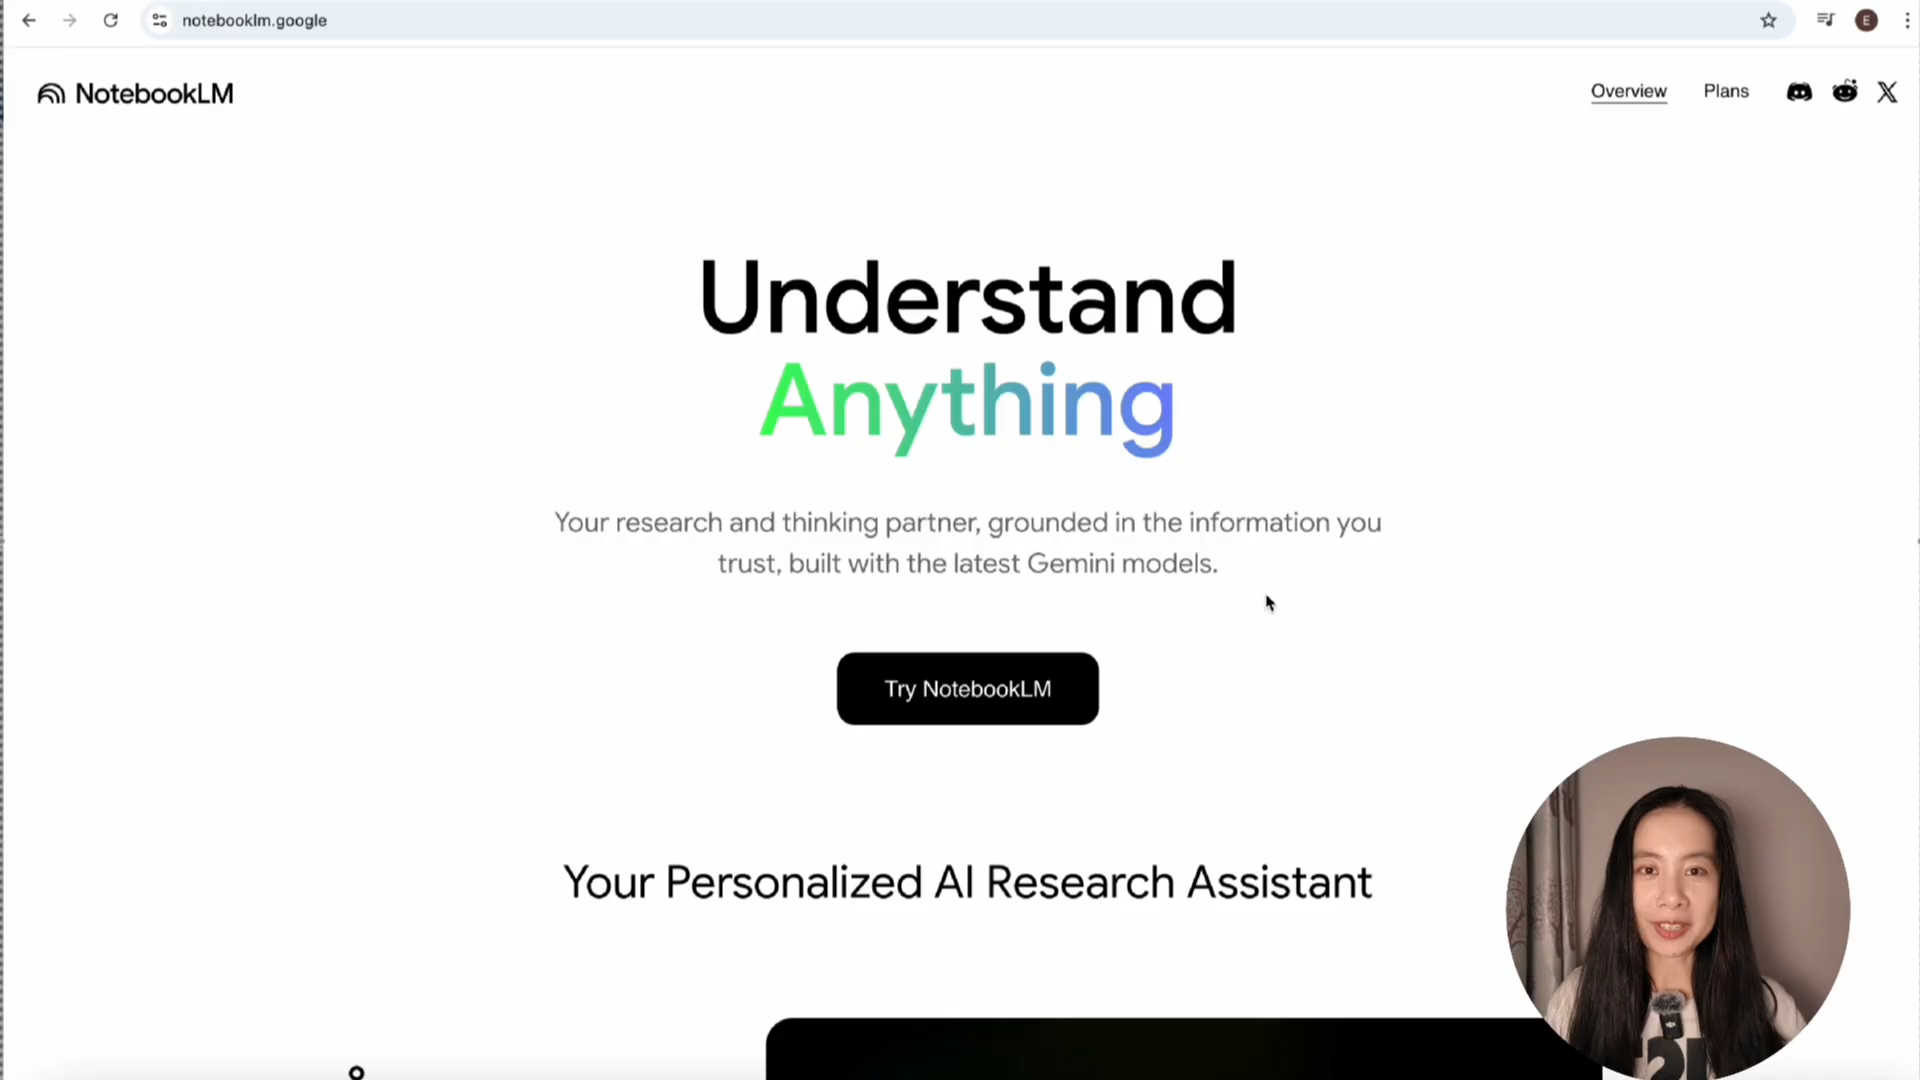 notebooklm.google
E
NotebookLM
Overview
Plans
Understand
Anything
Your research and thinking partner, grounded in the information you
trust, built with the latest Gemini models.
Try NotebookLM
Your Personalized AI Research Assistant